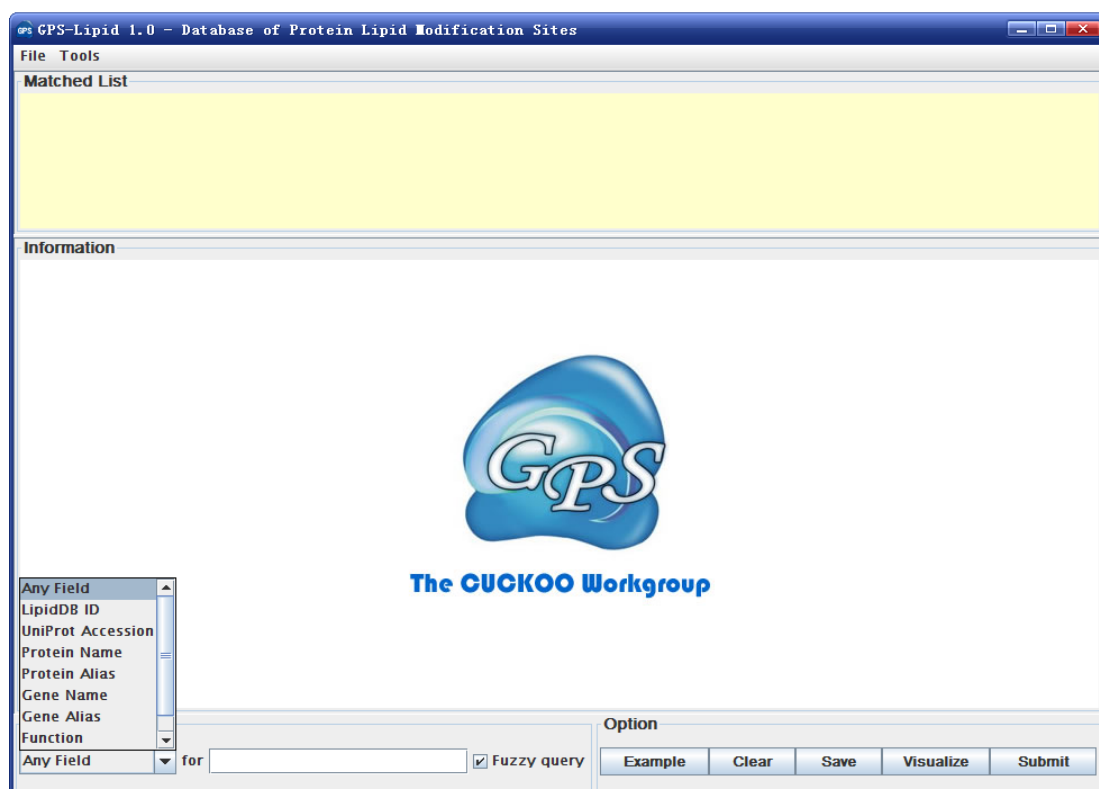 GPS GPS-Lipid 1.0 - Database of Protein Lipid Modification Sites
File Tools
Matched List
Information
GPS
The CUCKOO Workgroup
Any Field
LipidDB ID
UniProt Accession
Protein Name
Protein Alias
Gene Name
Gene Alias
Function
Any Field for Fuzzy query
Option
Example Clear Save Visualize Submit